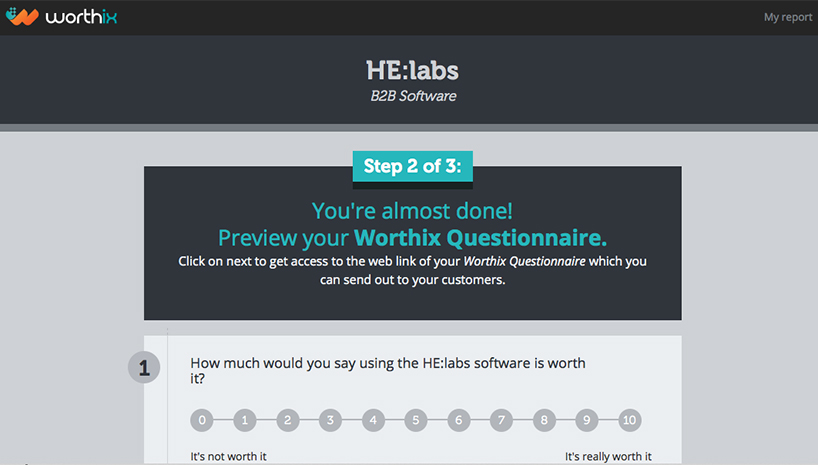 worthix
My report
HE:labs
B2B Software
Step 2 of 3:
You're almost done!
Preview your Worthix Questionnaire.
Click on next to get access to the web link of your Worthix Questionnaire which you
can send out to your customers.
1
How much would you say using the HE:labs software is worth
it?
0 1 2 3 4 5 6 7 8 9 10
It's not worth it It's really worth it